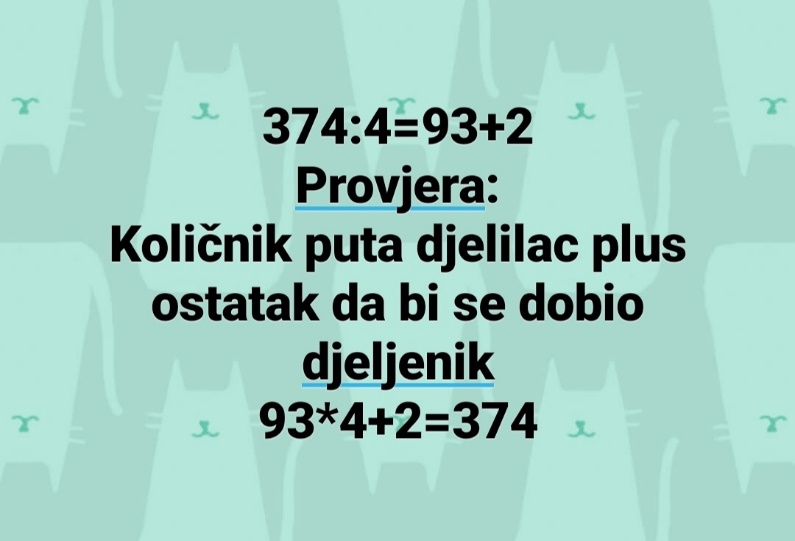 374:4=93+2
Provjera:
Količnik puta djelilac plus
ostatak da bi se dobio
djeljenik
93*4+2=374